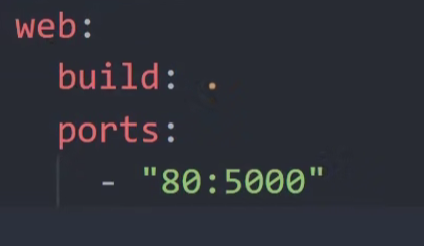 web:
  build: .
  ports:
    - "80:5000"